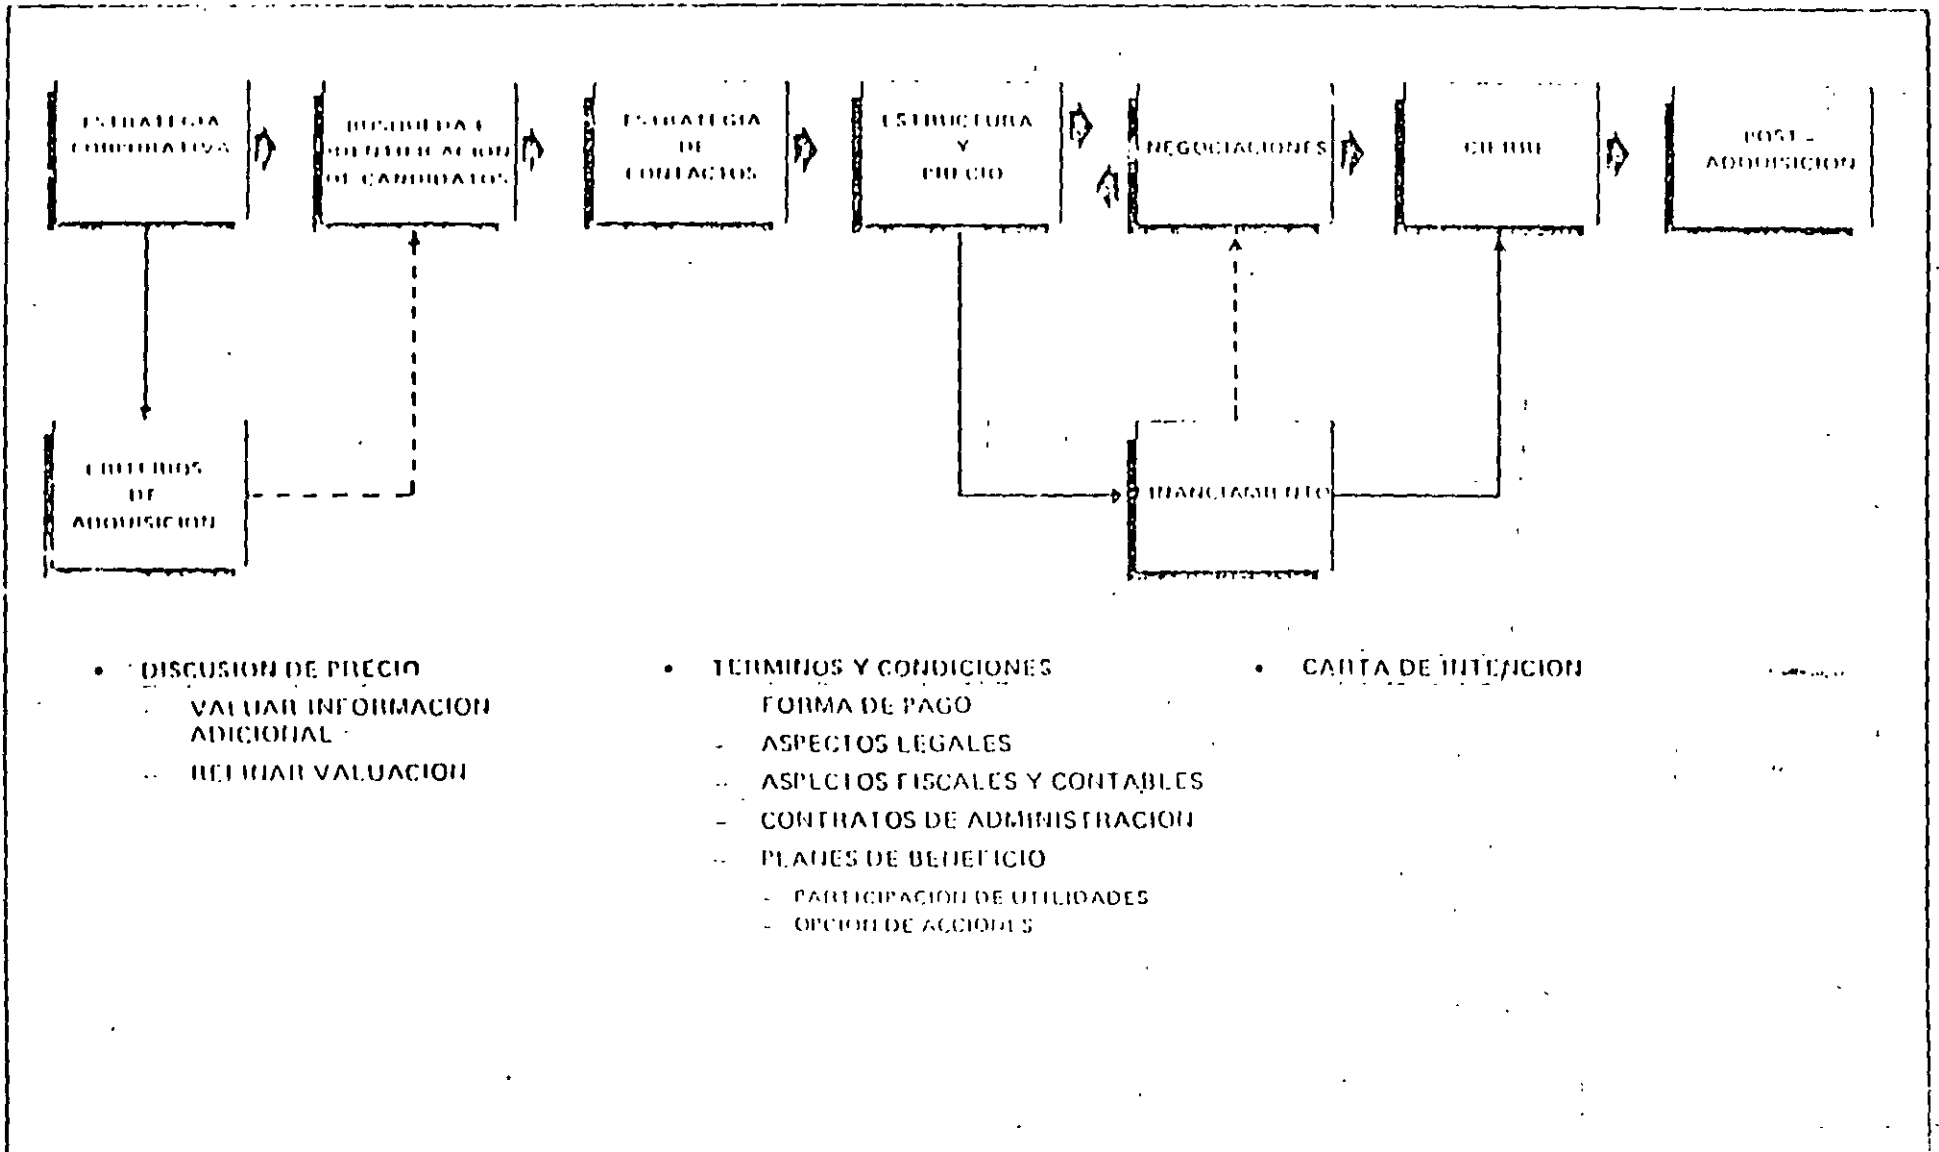 ESTRATEGIA
CORPORATIVA
BUSQUEDA E
IDENTIFICACION
DE CANDIDATOS
ESTRATEGIA
DE
CONTACTOS
ESTRUCTURA
Y
PRECIO
NEGOCIACIONES
CIERRE
POST -
ADQUISICION
CRITERIOS
DE
ADQUISICION
FINANCIAMIENTO
• DISCUSION DE PRECIO
- VALUAR INFORMACION
ADICIONAL
- REFINAR VALUACION
• TERMINOS Y CONDICIONES
FORMA DE PAGO
- ASPECTOS LEGALES
- ASPECTOS FISCALES Y CONTABLES
- CONTRATOS DE ADMINISTRACION
- PLANES DE BENEFICIO
- PARTICIPACION DE UTILIDADES
- OPCION DE ACCIONES
• CARTA DE INTENCION